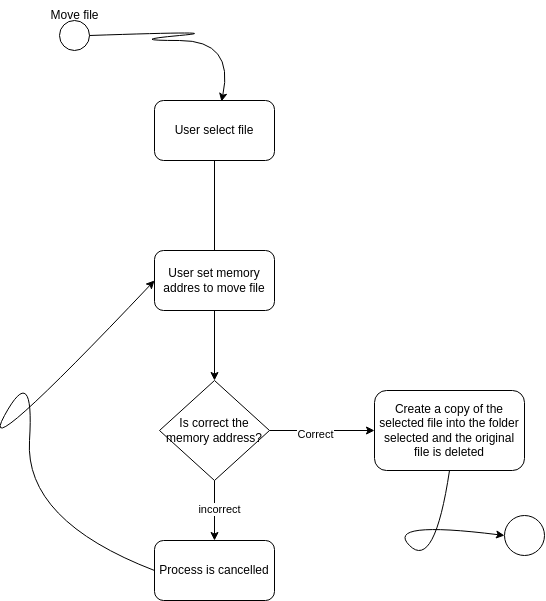 Move file
User select file
User set memory
addres to move file
Is correct the
memory address?
Correct
Create a copy of the
selected file into the folder
selected and the original
file is deleted
incorrect
Process is cancelled